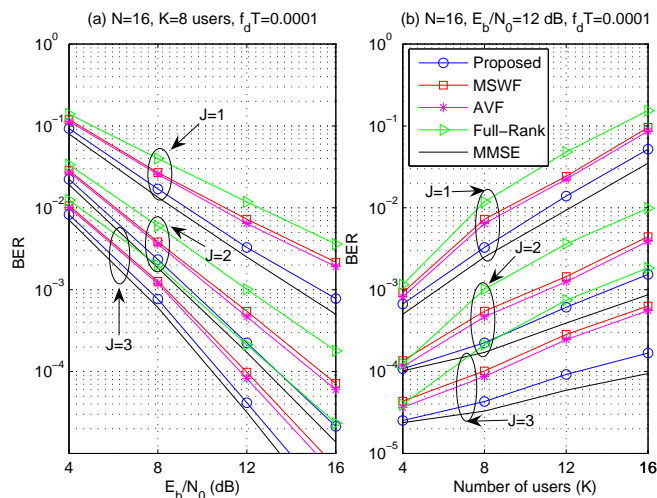 (a) N=16, K=8 users, f_dT=0.0001
10^0
10^-1
10^-2
10^-3
10^-4
BER
J=1
J=2
J=3
4 8 12 16
E_b/N_0 (dB)
(b) N=16, E_b/N_0=12 dB, f_dT=0.0001
10^0
10^-1
10^-2
10^-3
10^-4
10^-5
BER
Proposed
MSWF
AVF
Full-Rank
MMSE
J=1
J=2
J=3
4 8 12 16
Number of users (K)